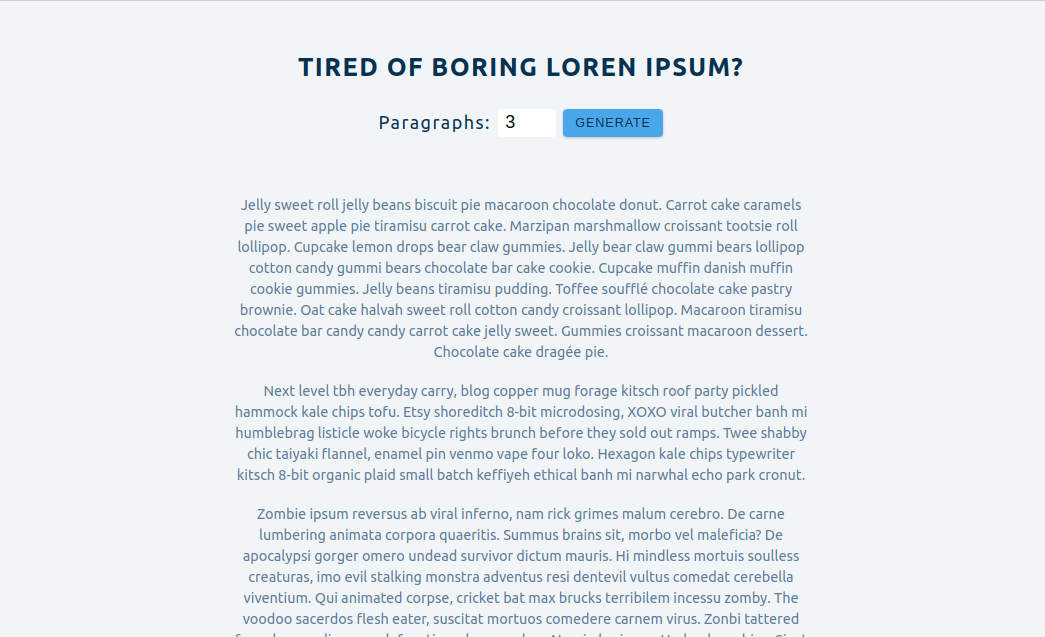 TIRED OF BORING LOREN IPSUM?
Paragraphs: 3 GENERATE
Jelly sweet roll jelly beans biscuit pie macaroon chocolate donut. Carrot cake caramels
pie sweet apple pie tiramisu carrot cake. Marzipan marshmallow croissant tootsie roll
lollipop. Cupcake lemon drops bear claw gummies. Jelly bear claw gummi bears lollipop
cotton candy gummi bears chocolate bar cake cookie. Cupcake muffin danish muffin
cookie gummies. Jelly beans tiramisu pudding. Toffee soufflé chocolate cake pastry
brownie. Oat cake halvah sweet roll cotton candy croissant lollipop. Macaroon tiramisu
chocolate bar candy candy carrot cake jelly sweet. Gummies croissant macaroon dessert.
Chocolate cake dragée pie.
Next level tbh everyday carry, blog copper mug forage kitsch roof party pickled
hammock kale chips tofu. Etsy shoreditch 8-bit microdosing, XOXO viral butcher banh mi
humblebrag listicle woke bicycle rights brunch before they sold out ramps. Twee shabby
chic taiyaki flannel, enamel pin venmo vape four loko. Hexagon kale chips typewriter
kitsch 8-bit organic plaid small batch keffiyeh ethical banh mi narwhal echo park cronut.
Zombie ipsum reversus ab viral inferno, nam rick grimes malum cerebro. De carne
lumbering animata corpora quaeritis. Summus brains sit, morbo vel maleficia? De
apocalypsi gorger omero undead survivor dictum mauris. Hi mindless mortuis soulless
creaturas, imo evil stalking monstra adventus resi dentevil vultus comedat cerebella
viventium. Qui animated corpse, cricket bat max brucks terribilem incessu zomby. The
voodoo sacerdos flesh eater, suscitat mortuos comedere carnem virus. Zonbi tattered